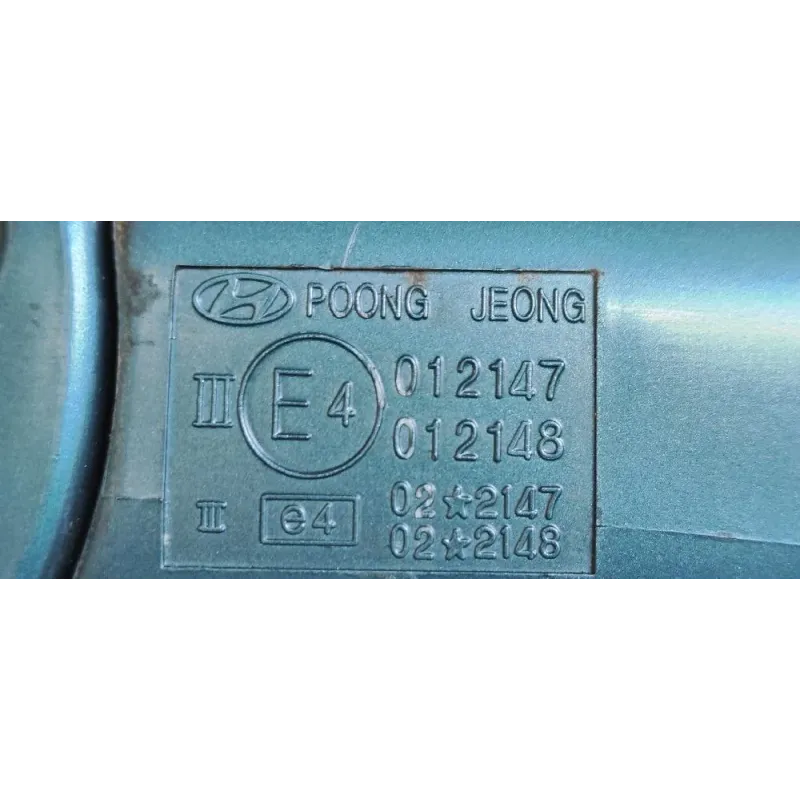 POONG JEONG
III E4 012147
012148
II e4 02☆2147
02☆2148